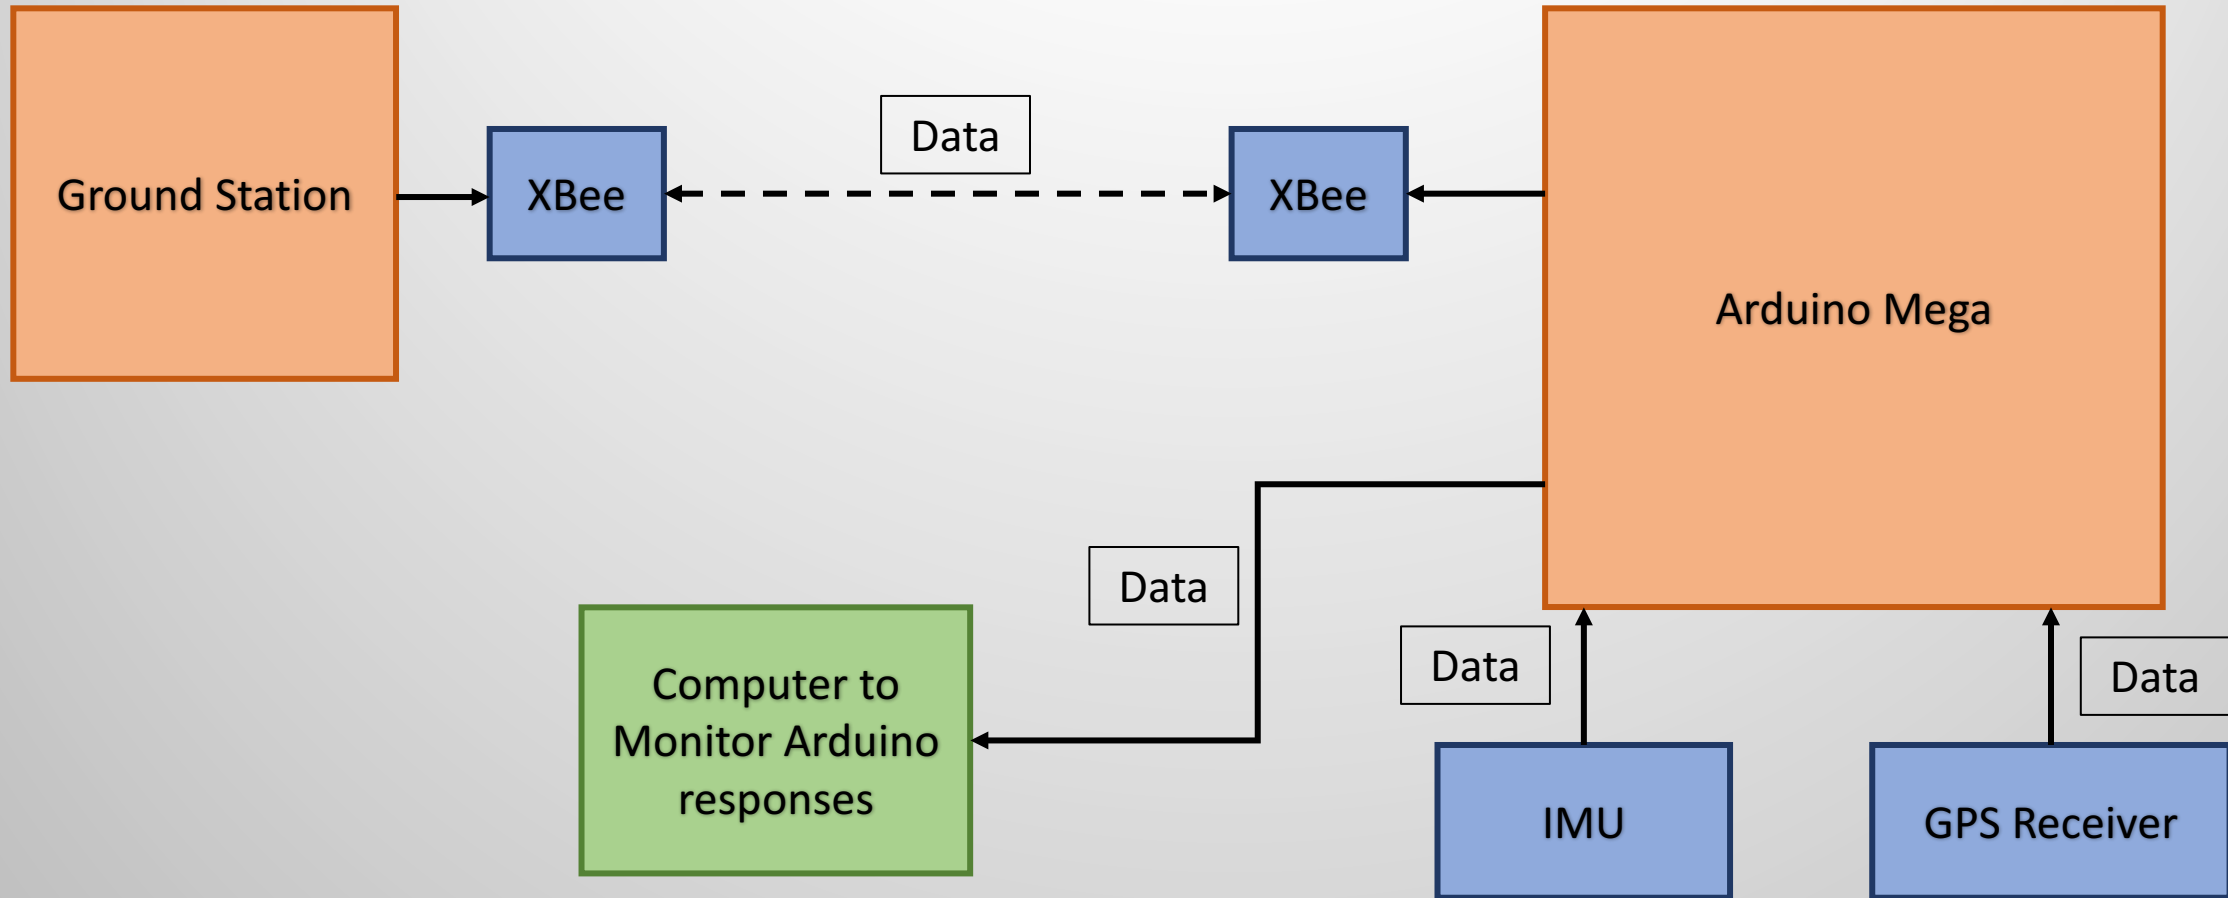 Ground Station
XBee
Data
XBee
Arduino Mega
Data
Data
Data
Computer to
Monitor Arduino
responses
IMU
GPS Receiver